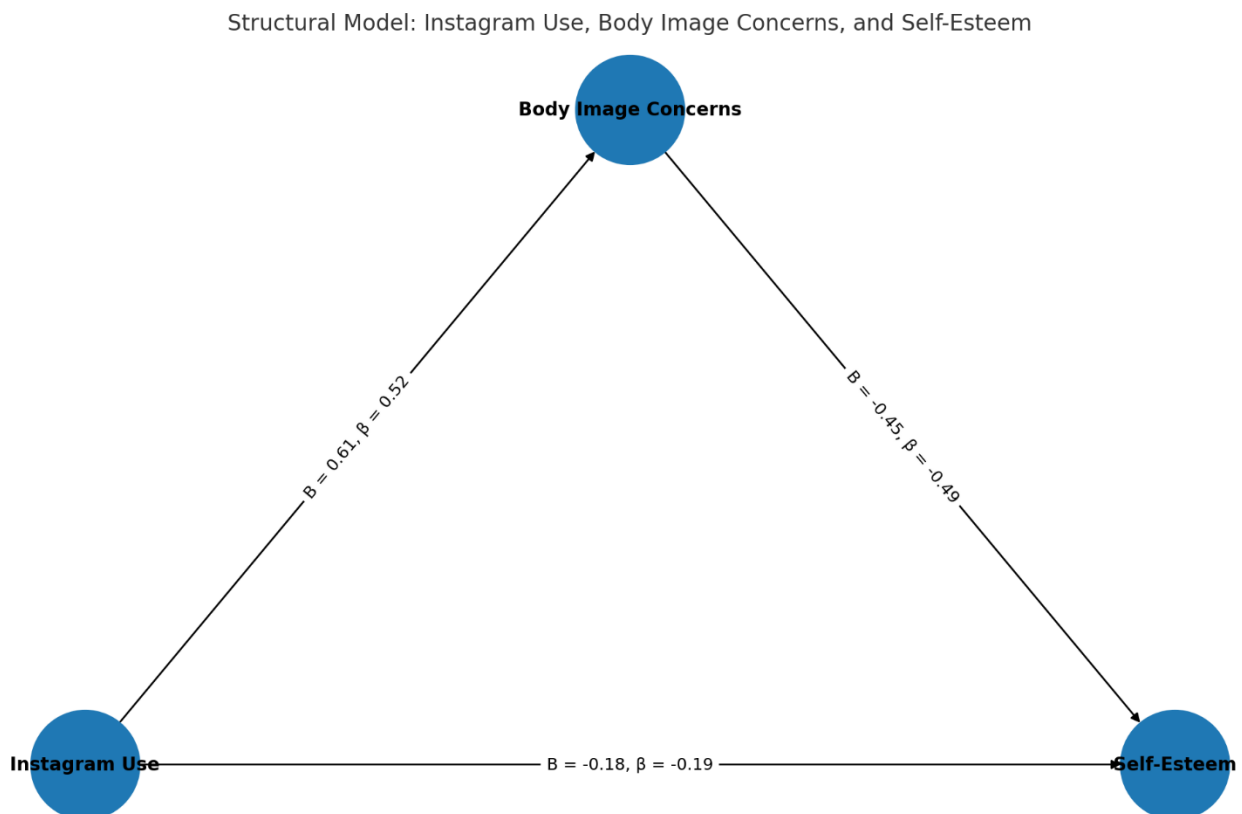 Structural Model: Instagram Use, Body Image Concerns, and Self-Esteem
Body Image Concerns
B = 0.61, β = 0.52
B = -0.45, β = -0.49
Instagram Use
B = -0.18, β = -0.19
Self-Esteem